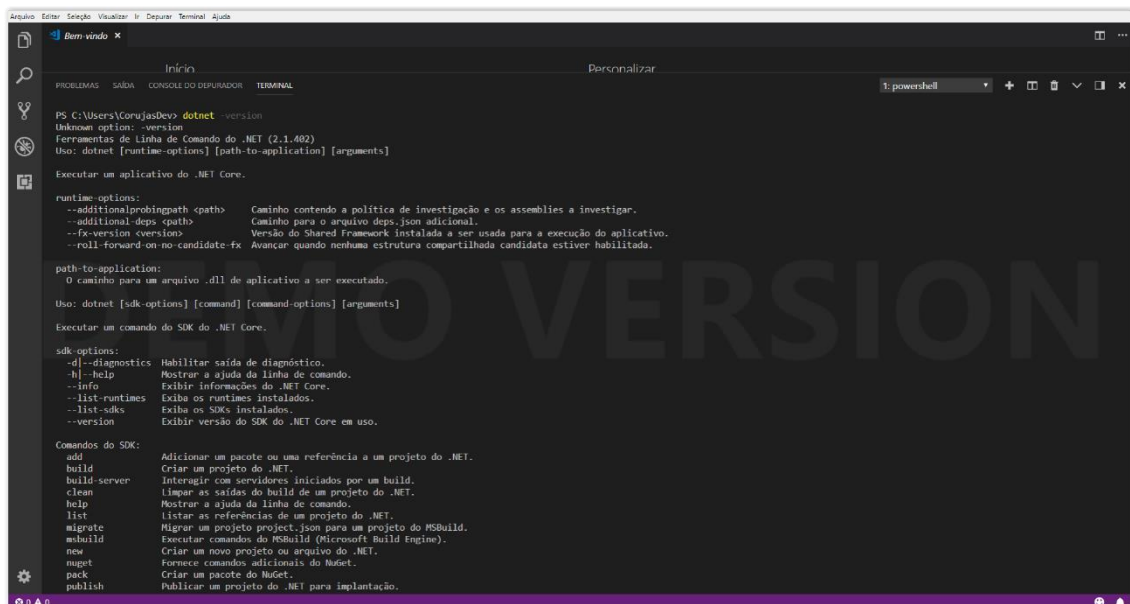 Arquivo Editar Seleção Visualizar Ir Depurar Terminal Ajuda
Bem-vindo
Início Personalizar
PROBLEMAS SAÍDA CONSOLE DO DEPURADOR TERMINAL 1: powershell
PS C:\Users\CorujasDev> dotnet -version
Unknown option: -version
Ferramentas de Linha de Comando do .NET (2.1.402)
Uso: dotnet [runtime-options] [path-to-application] [arguments]
Executar um aplicativo do .NET Core.
runtime-options:
--additionalprobingpath <path> Caminho contendo a política de investigação e os assemblies a investigar.
--additional-deps <path> Caminho para o arquivo deps.json adicional.
--fx-version <version> Versão do Shared Framework instalada a ser usada para a execução do aplicativo.
--roll-forward-on-no-candidate-fx Avançar quando nenhuma estrutura compartilhada candidata estiver habilitada.
path-to-application:
O caminho para um arquivo .dll de aplicativo a ser executado.
Uso: dotnet [sdk-options] [command] [command-options] [arguments]
DEMO VERSION
Executar um comando do SDK do .NET Core.
sdk-options:
-d|--diagnostics Habilitar saída de diagnóstico.
-h|--help Mostrar a ajuda da linha de comando.
--info Exibir informações do .NET Core.
--list-runtimes Exiba os runtimes instalados.
--list-sdks Exiba os SDKs instalados.
--version Exibir versão do SDK do .NET Core em uso.
Comandos do SDK:
add Adicionar um pacote ou uma referência a um projeto do .NET.
build Criar um projeto do .NET.
build-server Interagir com servidores iniciados por um build.
clean Limpar as saídas do build de um projeto do .NET.
help Mostrar a ajuda da linha de comando.
list Listar as referências de um projeto do .NET.
migrate Migrar um projeto project.json para um projeto do MSBuild.
msbuild Executar comandos do MSBuild (Microsoft Build Engine).
new Criar um novo projeto ou arquivo do .NET.
nuget Fornece comandos adicionais do NuGet.
pack Criar um pacote do NuGet.
publish Publicar um projeto do .NET para implantação.
0 0